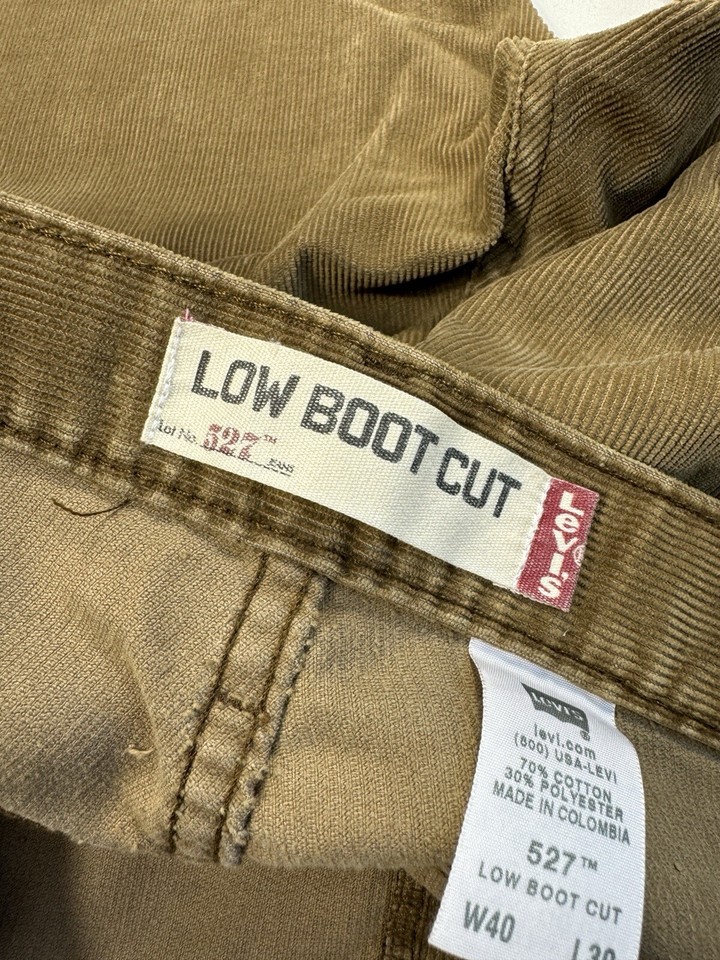 LOW BOOT CUT
Lot No. 527™
Levi's®
Levi's®
levi.com
(800) USA-LEVI
70% COTTON
30% POLYESTER
MADE IN COLOMBIA
527™
LOW BOOT CUT
W40